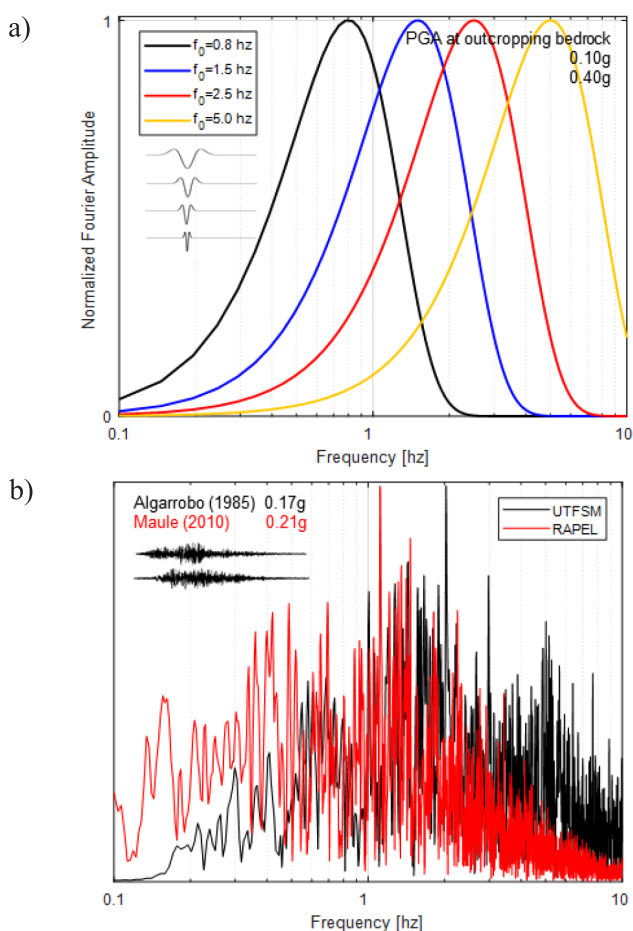 a)
1
f₀=0.8 hz
f₀=1.5 hz
f₀=2.5 hz
f₀=5.0 hz
PGA at outcropping bedrock
0.10g
0.40g
Normalized Fourier Amplitude
0
0.1
1
10
Frequency [hz]
b)
Algarrobo (1985) 0.17g
Maule (2010) 0.21g
UTFSM
RAPEL
0.1
1
10
Frequency [hz]